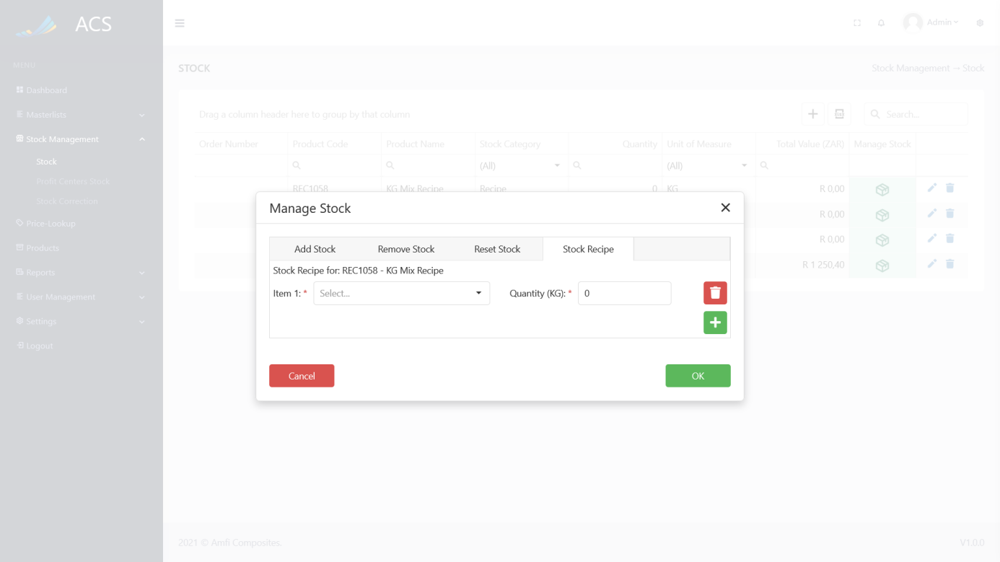 ACS
Admin
MENU
STOCK
Stock Management → Stock
Dashboard
Masterlists
Stock Management
Stock
Profit Centers Stock
Stock Correction
Price-Lookup
Products
Reports
User Management
Settings
Logout
Drag a column header here to group by that column
Search...
Order Number Product Code Product Name Stock Category Quantity Unit of Measure Total Value (ZAR) Manage Stock
(All) (All)
REC1058 KG Mix Recipe Recipe 0 KG R 0,00
R 0,00
R 0,00
R 1 250,40
Manage Stock
Add Stock Remove Stock Reset Stock Stock Recipe
Stock Recipe for: REC1058 - KG Mix Recipe
Item 1: * Select... Quantity (KG): * 0
Cancel OK
2021 © Amfi Composites. V1.0.0